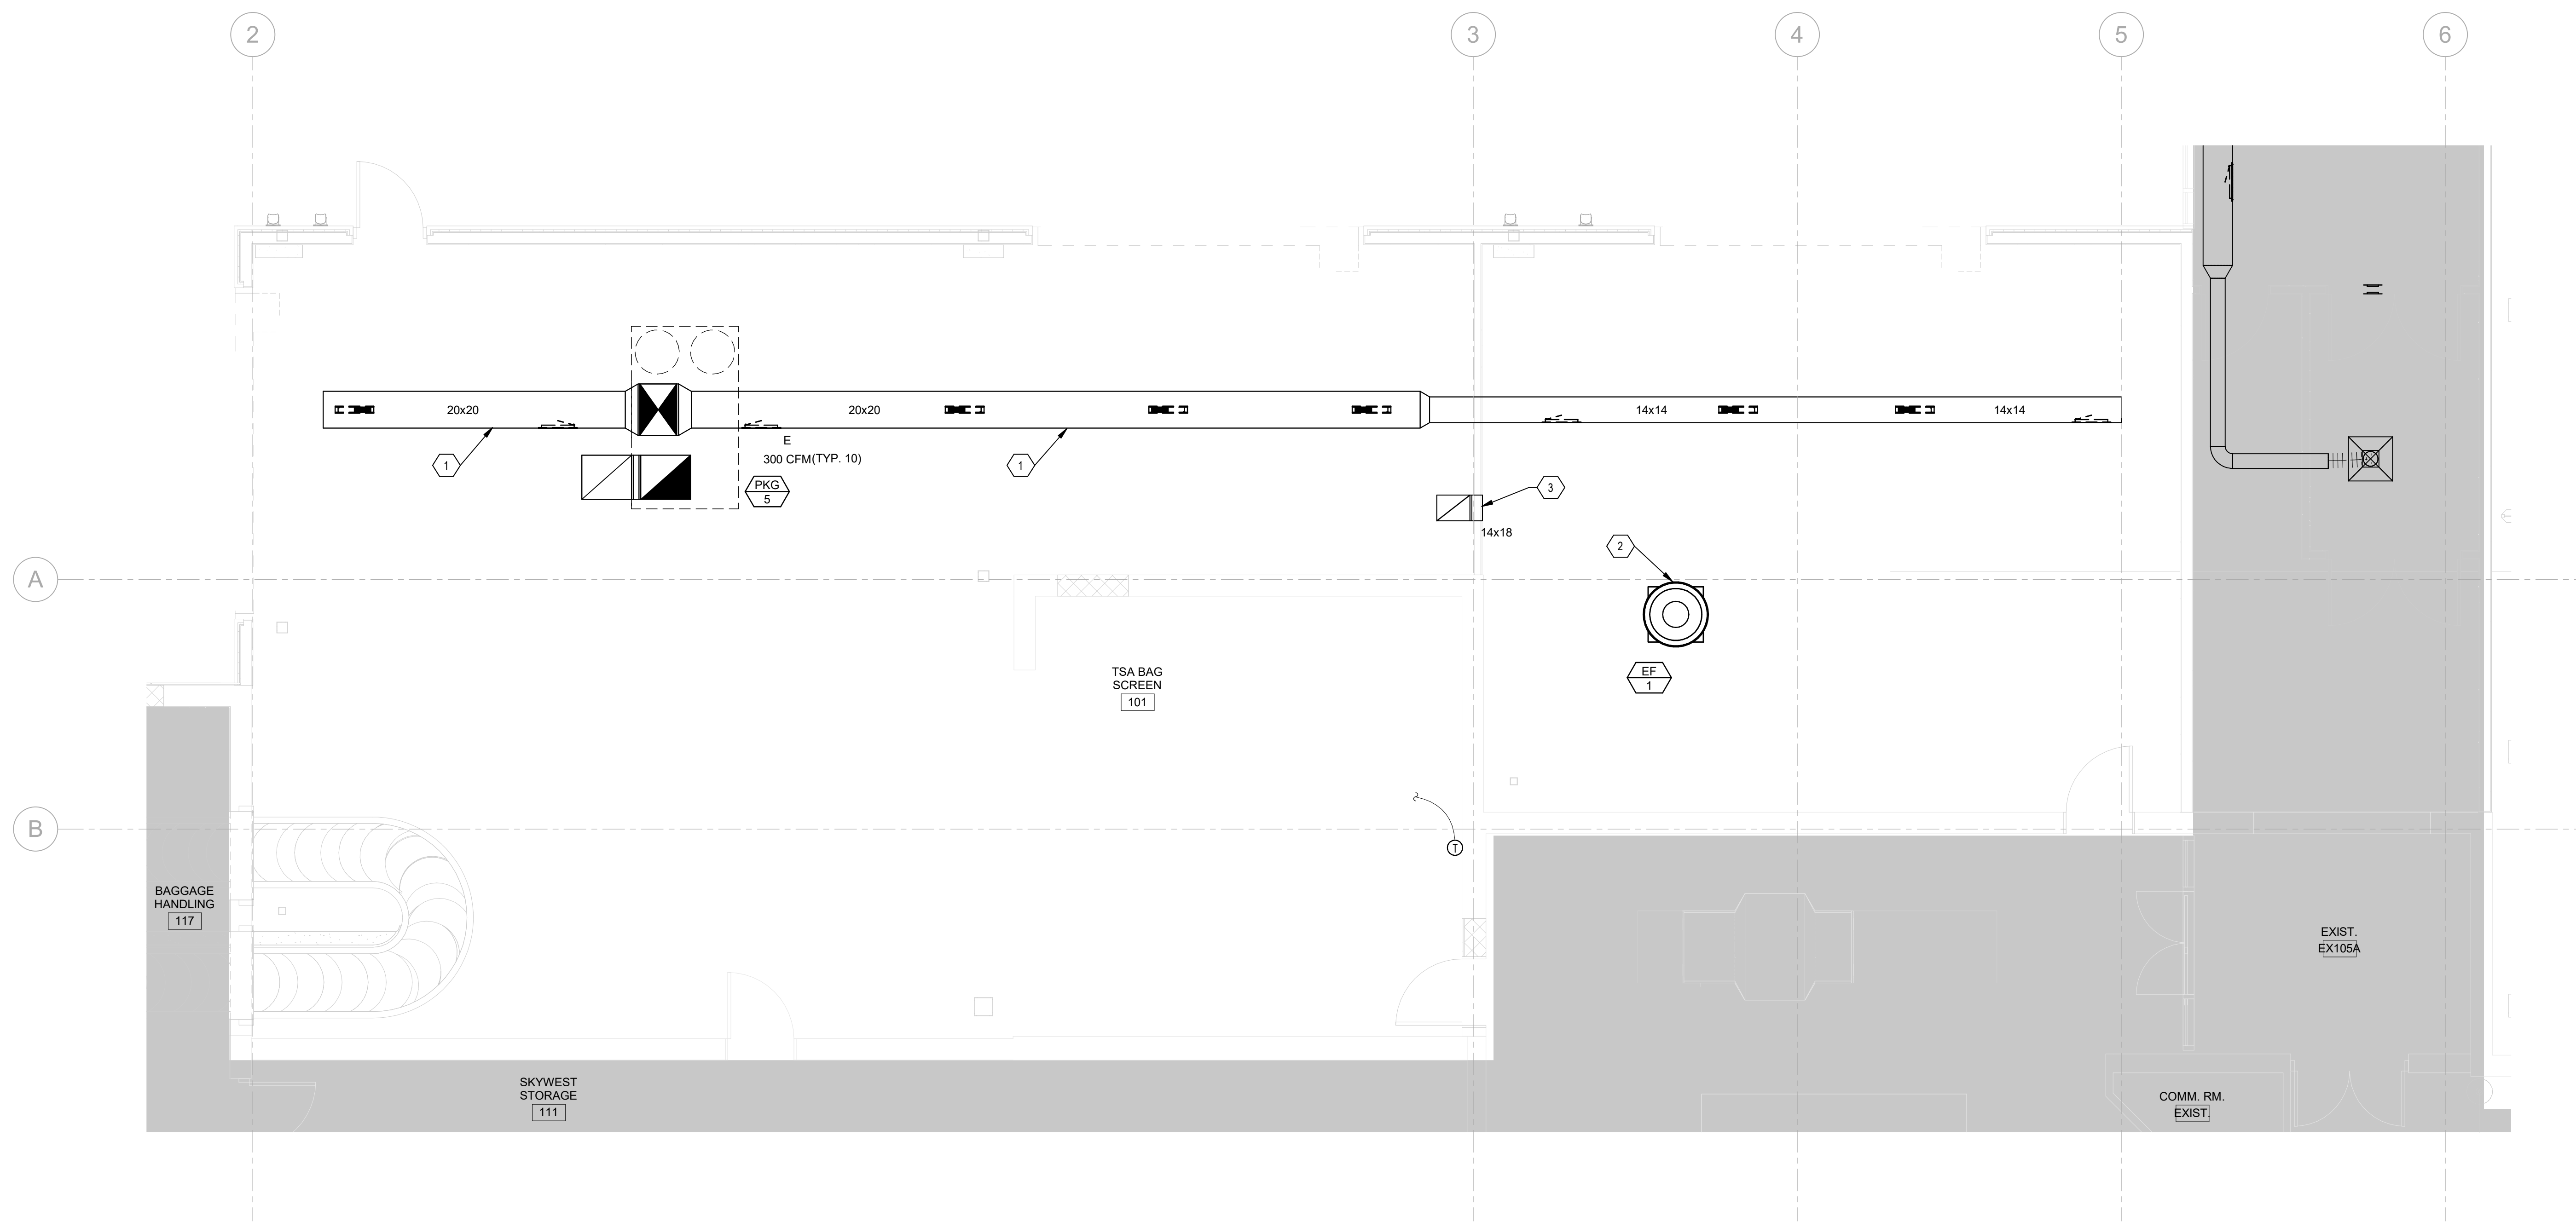 2
3
4
5
6
20x20
20x20
14x14
14x14
E
300 CFM(TYP. 10)
1
1
PKG
5
3
14x18
2
A
EF
1
TSA BAG
SCREEN
101
B
T
BAGGAGE
HANDLING
117
EXIST.
EX105A
SKYWEST
STORAGE
111
COMM. RM.
EXIST.